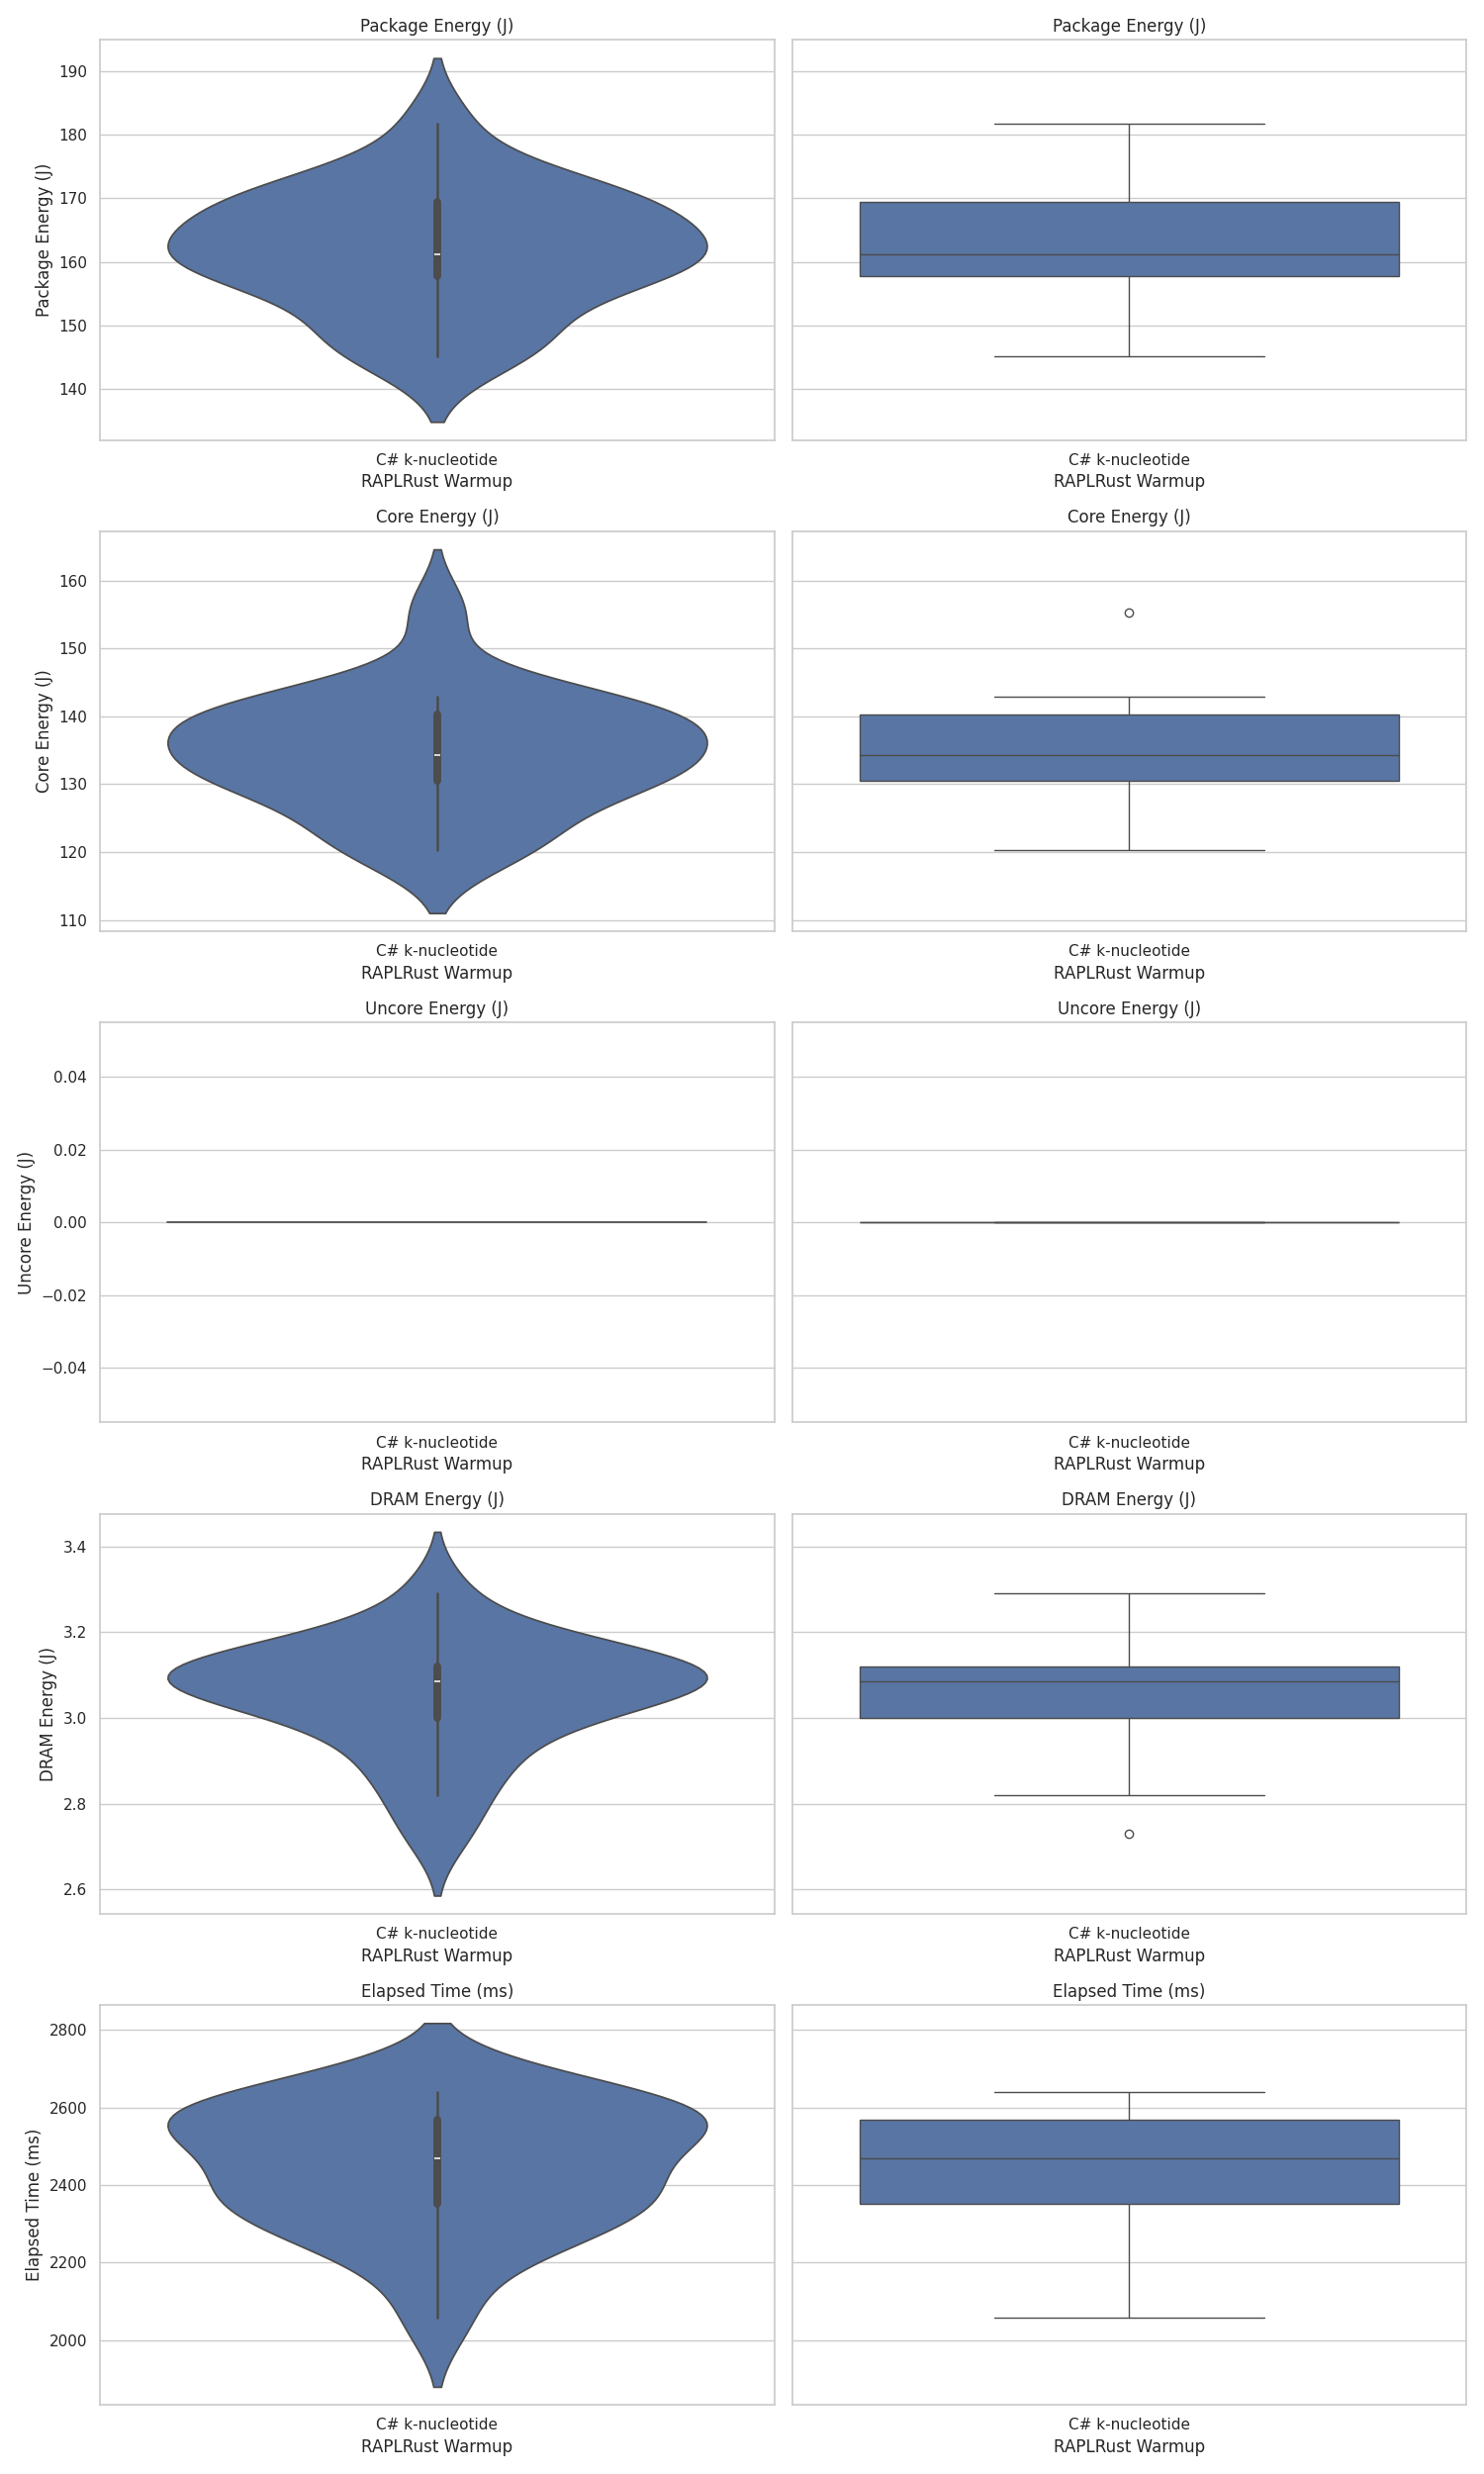 Package Energy (J)
Package Energy (J)
Package Energy (J)
190
180
170
160
150
140
C# k-nucleotide
RAPLRust Warmup
C# k-nucleotide
RAPLRust Warmup
Core Energy (J)
Core Energy (J)
Core Energy (J)
160
150
140
130
120
110
C# k-nucleotide
RAPLRust Warmup
C# k-nucleotide
RAPLRust Warmup
Uncore Energy (J)
Uncore Energy (J)
Uncore Energy (J)
0.04
0.02
0.00
−0.02
−0.04
C# k-nucleotide
RAPLRust Warmup
C# k-nucleotide
RAPLRust Warmup
DRAM Energy (J)
DRAM Energy (J)
DRAM Energy (J)
3.4
3.2
3.0
2.8
2.6
C# k-nucleotide
RAPLRust Warmup
C# k-nucleotide
RAPLRust Warmup
Elapsed Time (ms)
Elapsed Time (ms)
Elapsed Time (ms)
2800
2600
2400
2200
2000
C# k-nucleotide
RAPLRust Warmup
C# k-nucleotide
RAPLRust Warmup